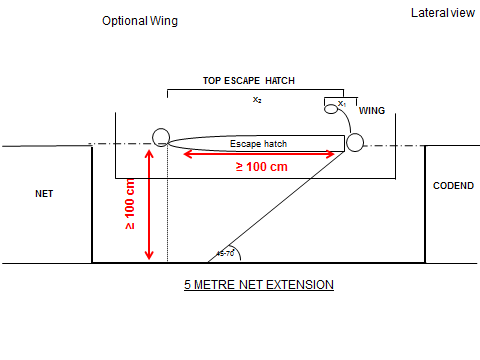 Lateral view
Optional Wing
TOP ESCAPE HATCH
X₂
X₁
WING
Escape hatch
≥ 100 cm
≥ 100 cm
NET
CODEND
45-70°
5 METRE NET EXTENSION